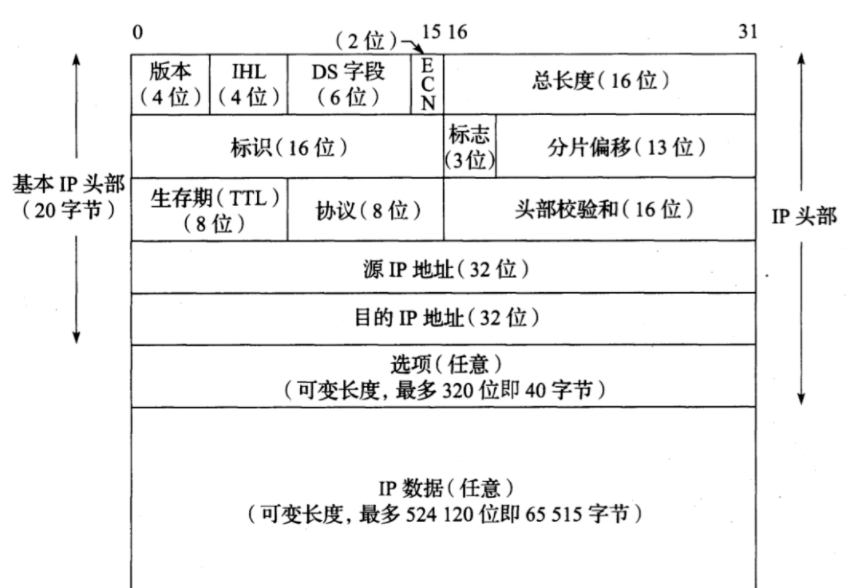 0
(2位)
15 16
31
版本
(4位)
IHL
(4位)
DS 字段
(6位)
E
C
N
总长度(16位)
标识(16位)
标志
(3位)
分片偏移(13位)
基本 IP 头部
(20字节)
生存期(TTL)
(8位)
协议(8位)
头部校验和(16位)
IP 头部
源 IP 地址(32位)
目的 IP 地址(32位)
选项(任意)
(可变长度,最多 320 位即 40 字节)
IP 数据(任意)
(可变长度,最多 524 120 位即 65 515 字节)